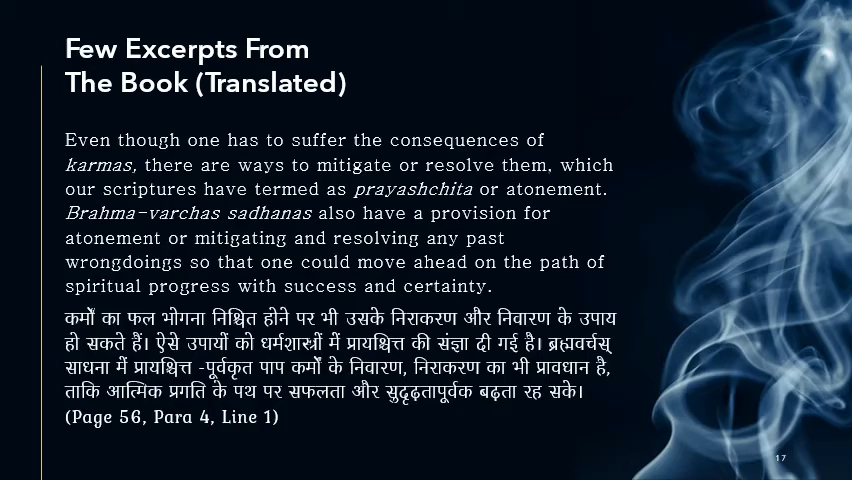 Few Excerpts From
The Book (Translated)
Even though one has to suffer the consequences of
karmas, there are ways to mitigate or resolve them, which
our scriptures have termed as prayashchita or atonement.
Brahma-varchas sadhanas also have a provision for
atonement or mitigating and resolving any past
wrongdoings so that one could move ahead on the path of
spiritual progress with success and certainty.
कर्मों का फल भोगना निश्चित होने पर भी उसके निराकरण और निवारण के उपाय
हो सकते हैं। ऐसे उपायों को धर्मशास्त्रों में प्रायश्चित्त की संज्ञा दी गई है। ब्रह्मवर्चस्
साधना में प्रायश्चित्त -पूर्वकृत पाप कर्मों के निवारण, निराकरण का भी प्रावधान है,
ताकि आत्मिक प्रगति के पथ पर सफलता और सुदृढ़तापूर्वक बढ़ता रह सके।
(Page 56, Para 4, Line 1)
17